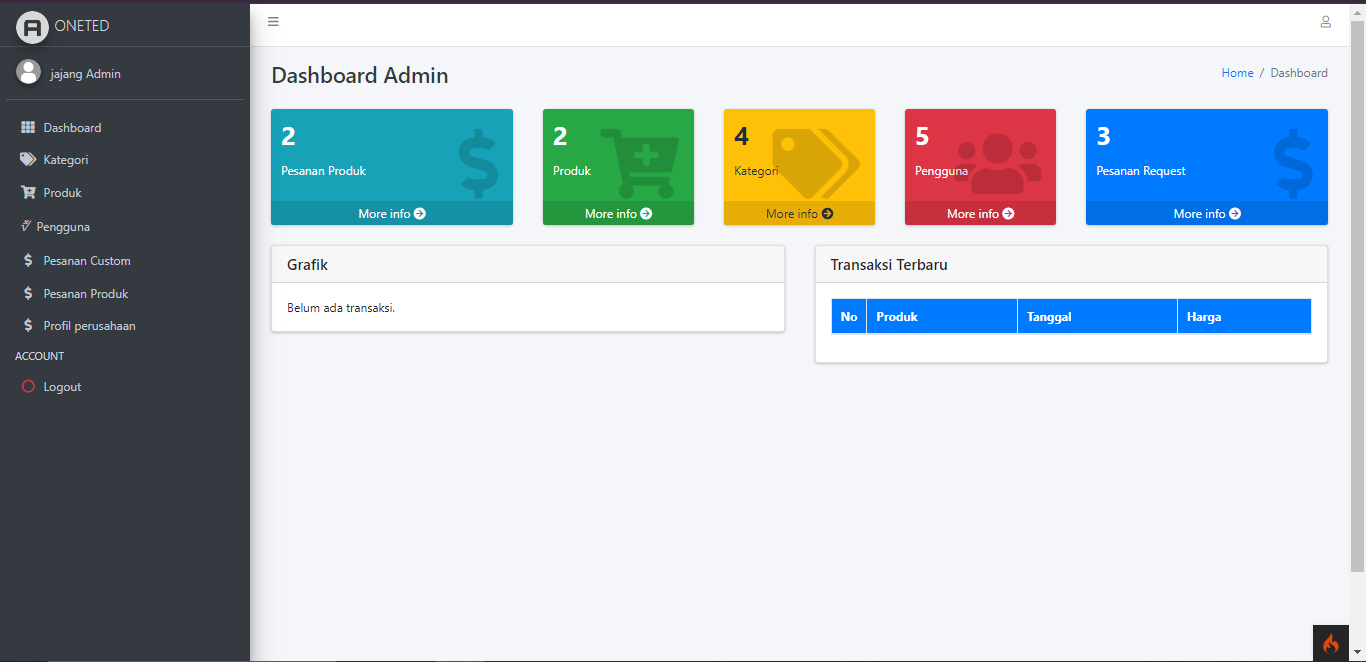 ONETED
jajang Admin
Dashboard
Kategori
Produk
Pengguna
Pesanan Custom
Pesanan Produk
Profil perusahaan
ACCOUNT
Logout
Dashboard Admin
Home / Dashboard
2
Pesanan Produk
More info
2
Produk
More info
4
Kategori
More info
5
Pengguna
More info
3
Pesanan Request
More info
Grafik
Belum ada transaksi.
Transaksi Terbaru
No Produk Tanggal Harga